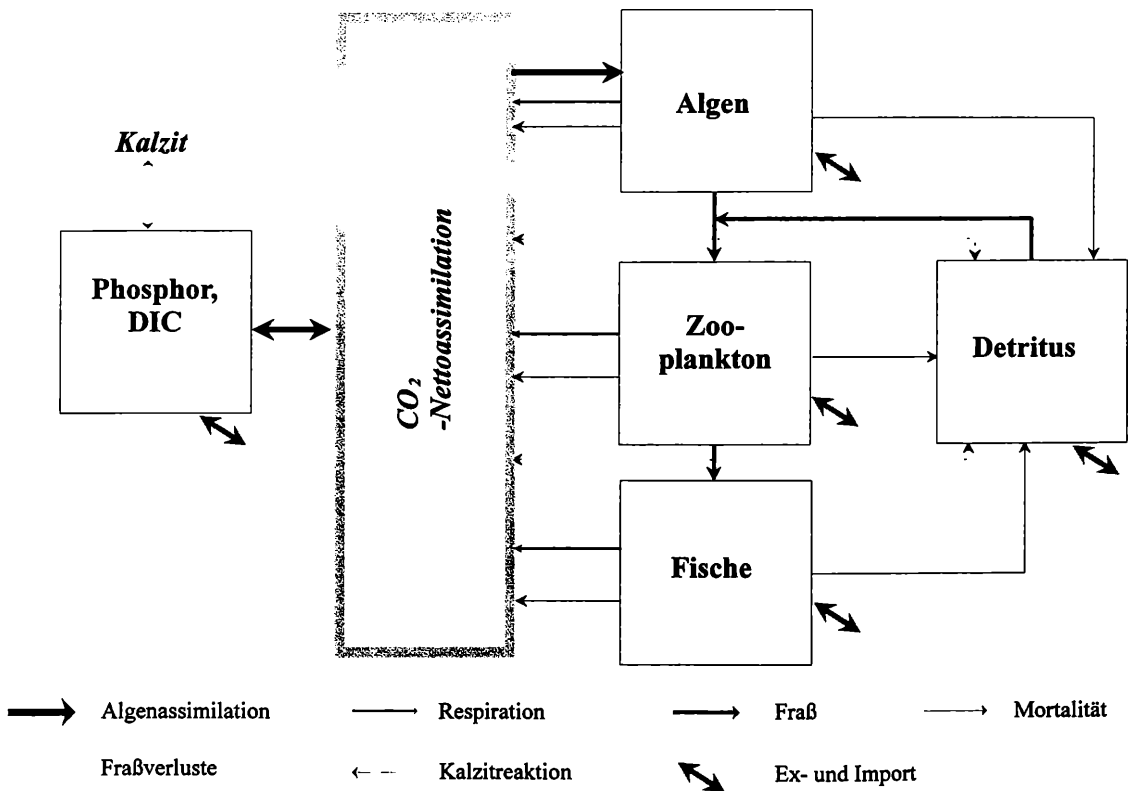 Algen
Kalzit
Phosphor,
DIC
CO₂
-Nettoassimilation
Zoo-
plankton
Detritus
Fische
Algenassimilation
Respiration
Fraß
Mortalität
Fraßverluste
Kalzitreaktion
Ex- und Import